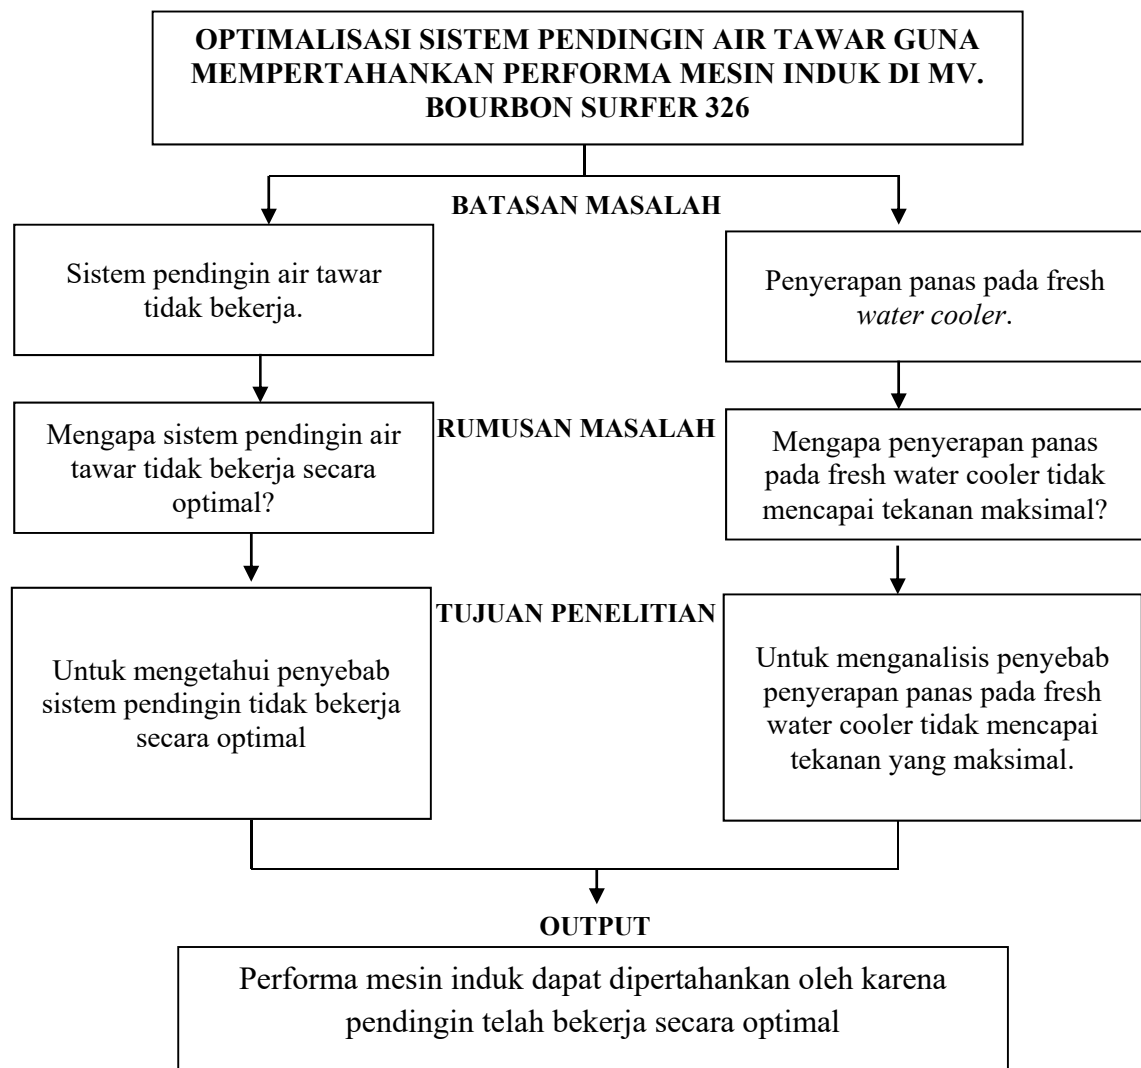 OPTIMALISASI SISTEM PENDINGIN AIR TAWAR GUNA
MEMPERTAHANKAN PERFORMA MESIN INDUK DI MV.
BOURBON SURFER 326
BATASAN MASALAH
Sistem pendingin air tawar
tidak bekerja.
Penyerapan panas pada fresh
water cooler.
RUMUSAN MASALAH
Mengapa sistem pendingin air
tawar tidak bekerja secara
optimal?
Mengapa penyerapan panas
pada fresh water cooler tidak
mencapai tekanan maksimal?
TUJUAN PENELITIAN
Untuk mengetahui penyebab
sistem pendingin tidak bekerja
secara optimal
Untuk menganalisis penyebab
penyerapan panas pada fresh
water cooler tidak mencapai
tekanan yang maksimal.
OUTPUT
Performa mesin induk dapat dipertahankan oleh karena
pendingin telah bekerja secara optimal